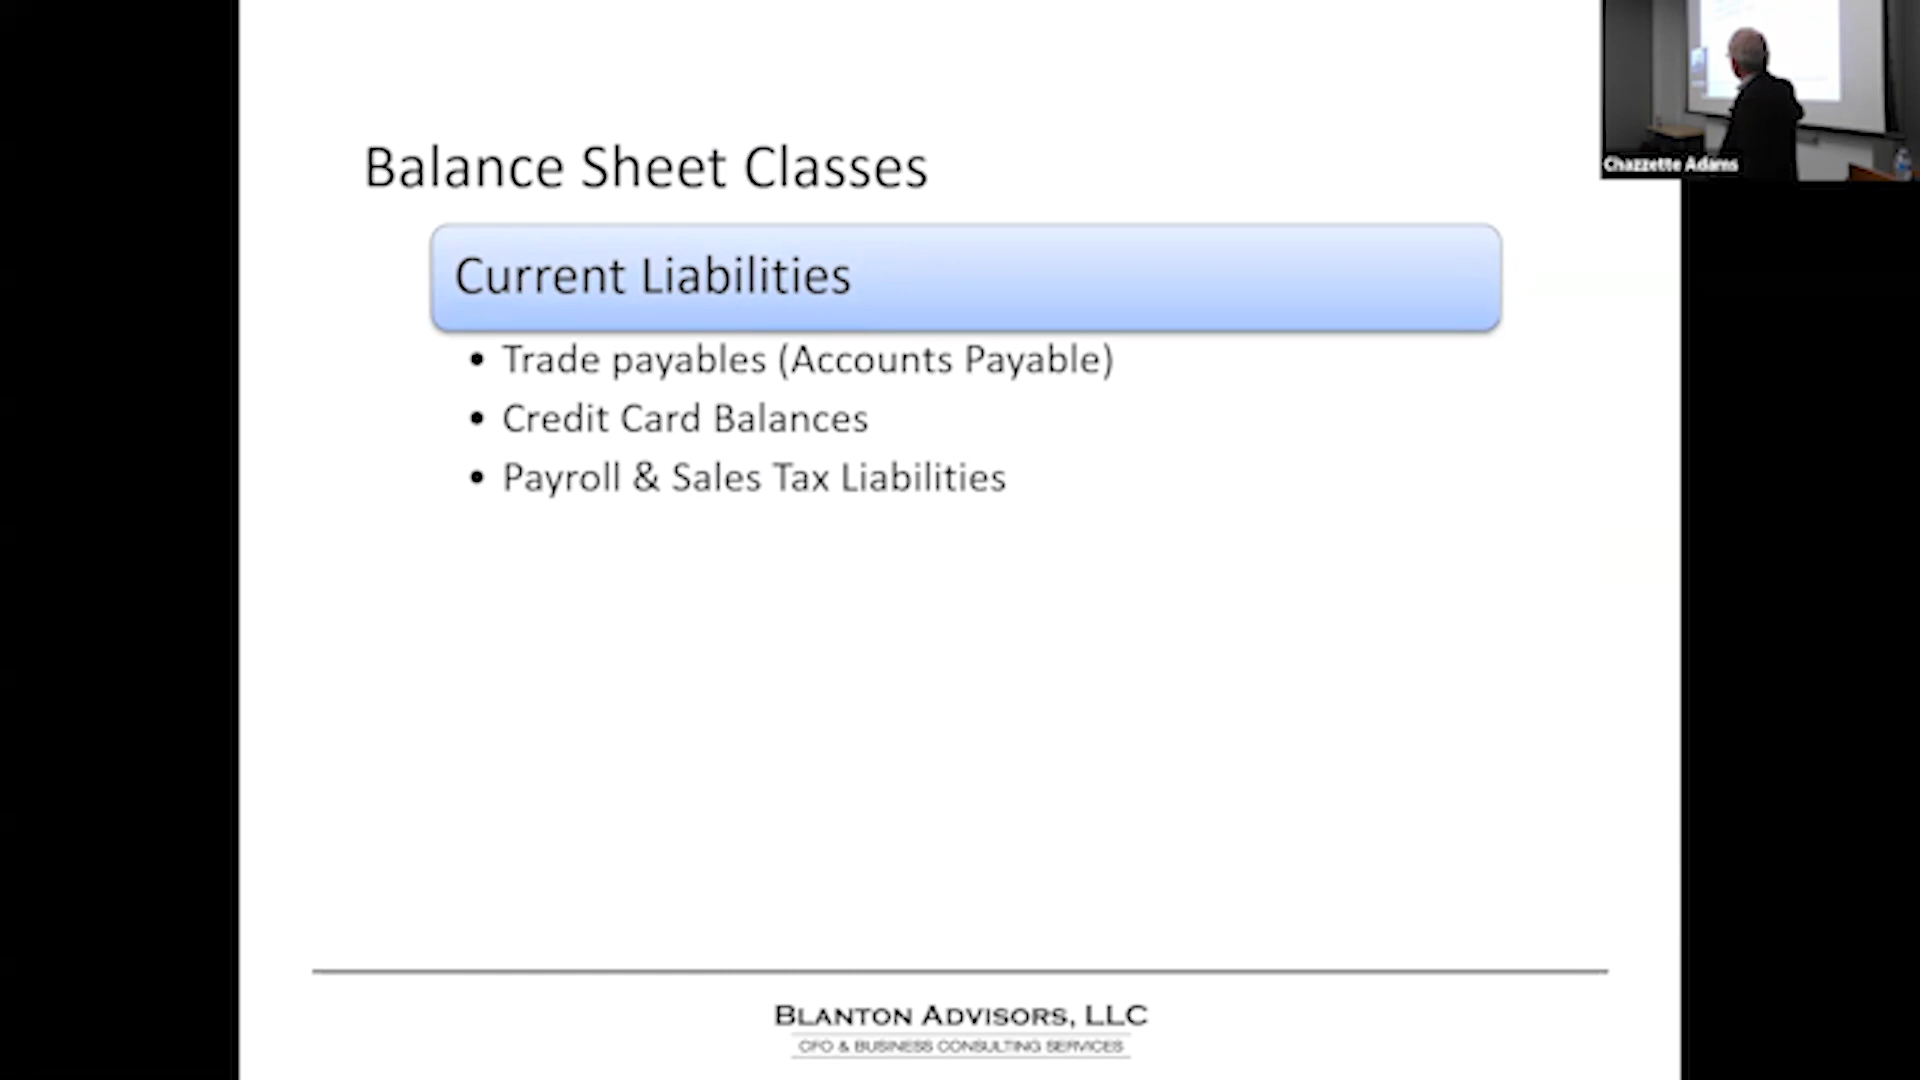 Balance Sheet Classes
Current Liabilities
• Trade payables (Accounts Payable)
• Credit Card Balances
• Payroll & Sales Tax Liabilities
Chazzette Adams
BLANTON ADVISORS, LLC
CFO & BUSINESS CONSULTING SERVICES